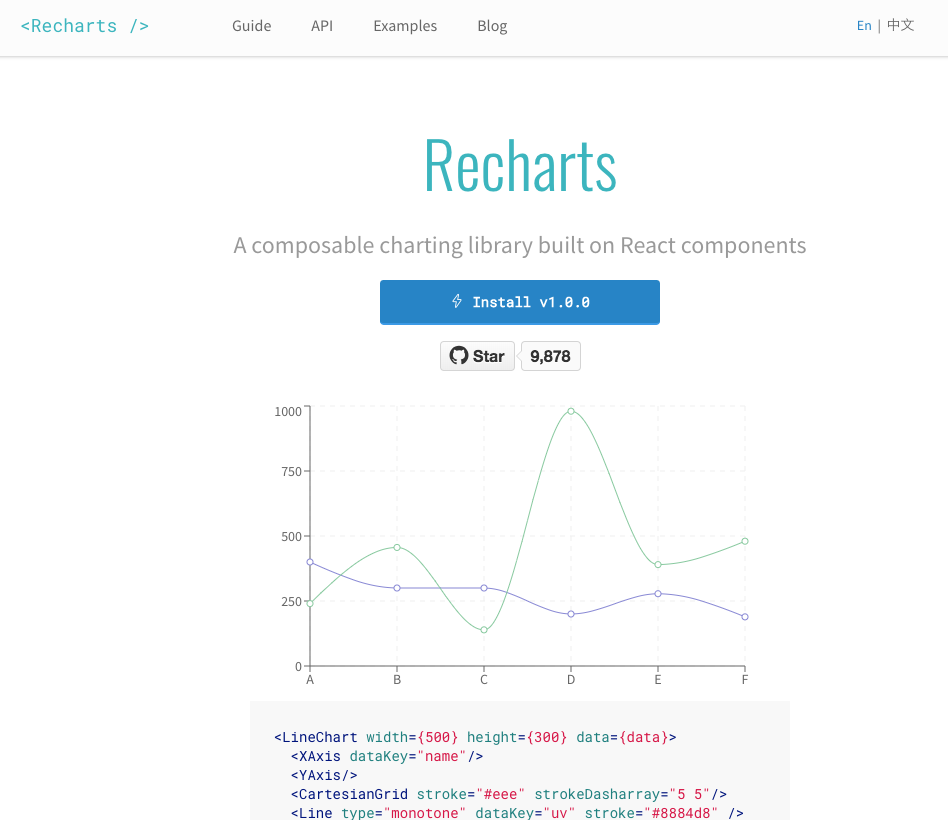 <Recharts />
Guide API Examples Blog
En | 中文
Recharts
A composable charting library built on React components
Install v1.0.0
Star 9,878
1000
750
500
250
0
A B C D E F
<LineChart width={500} height={300} data={data}>
<XAxis dataKey="name"/>
<YAxis/>
<CartesianGrid stroke="#eee" strokeDasharray="5 5"/>
<Line type="monotone" dataKey="uv" stroke="#8884d8" />